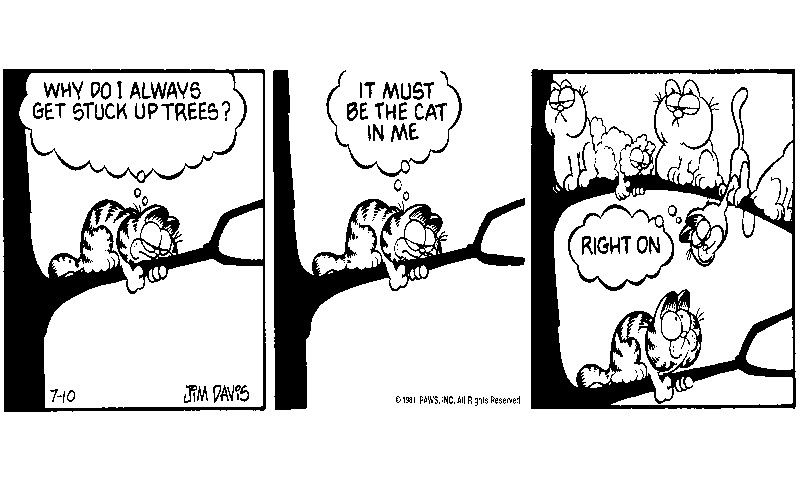 WHY DO I ALWAYS
GET STUCK UP TREES?
7-10
JIM DAVIS
IT MUST
BE THE CAT
IN ME
© 1981 PAWS, INC. All Rights Reserved
RIGHT ON